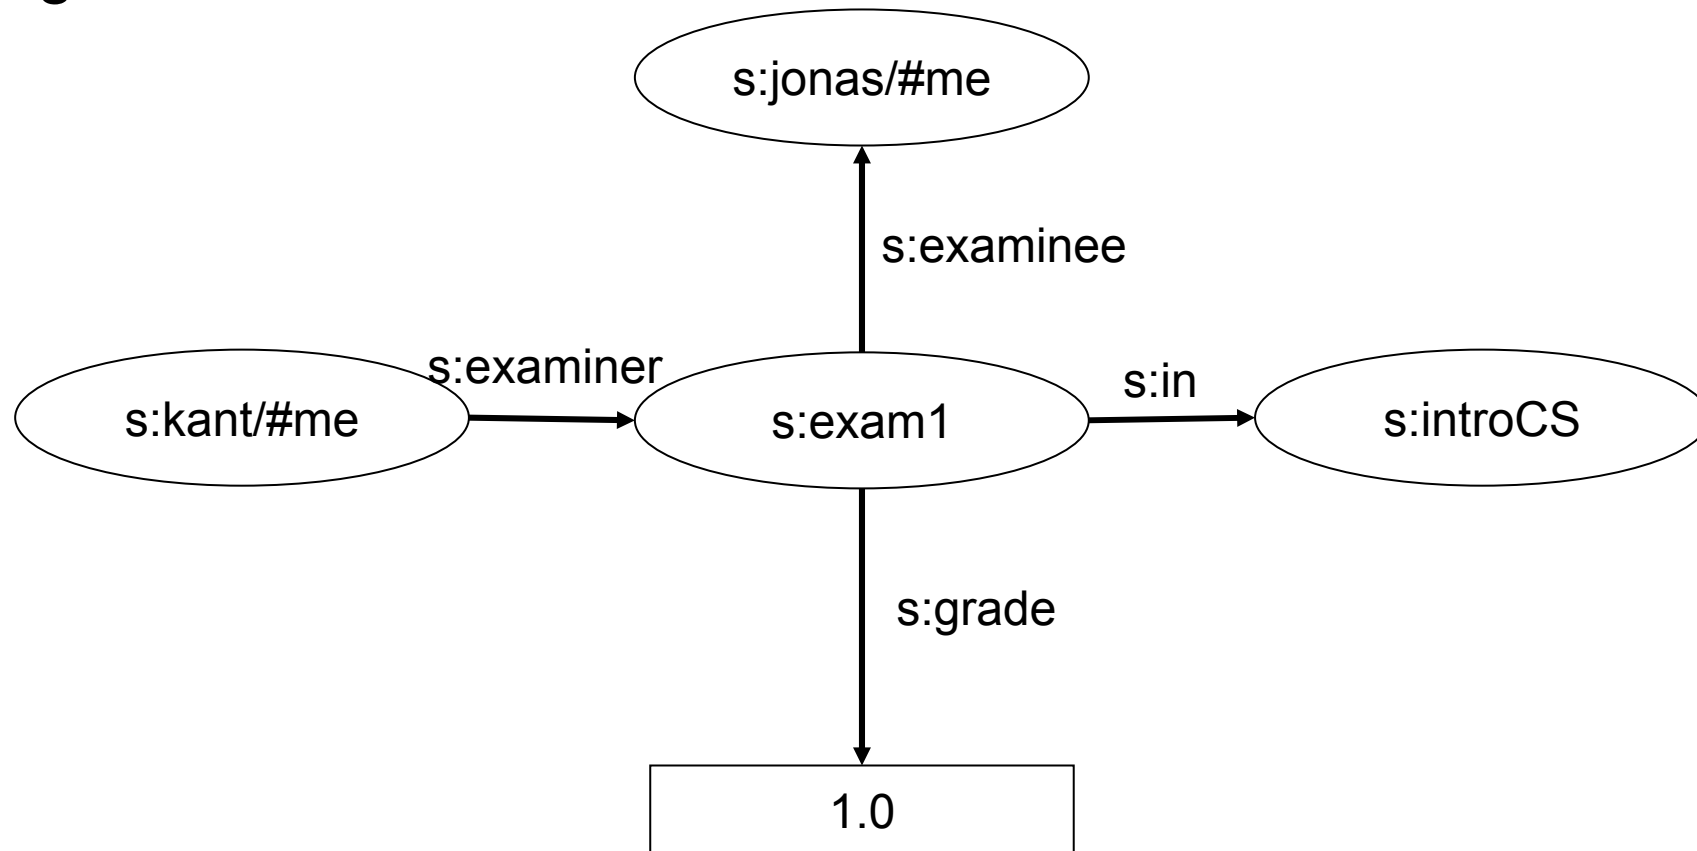 s:jonas/#me
s:examinee
s:examiner
s:in
s:kant/#me
s:exam1
s:introCS
s:grade
1.0